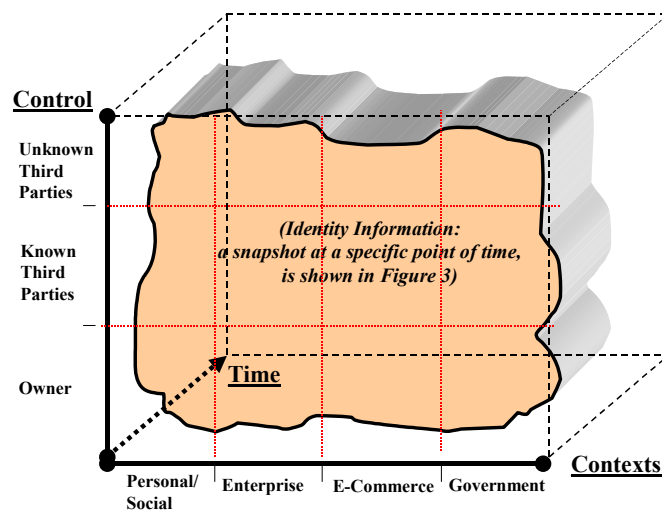 Control
Unknown
Third
Parties
Known
Third
Parties
Owner
(Identity Information:
a snapshot at a specific point of time,
is shown in Figure 3)
Time
Contexts
Personal/
Social
Enterprise
E-Commerce
Government